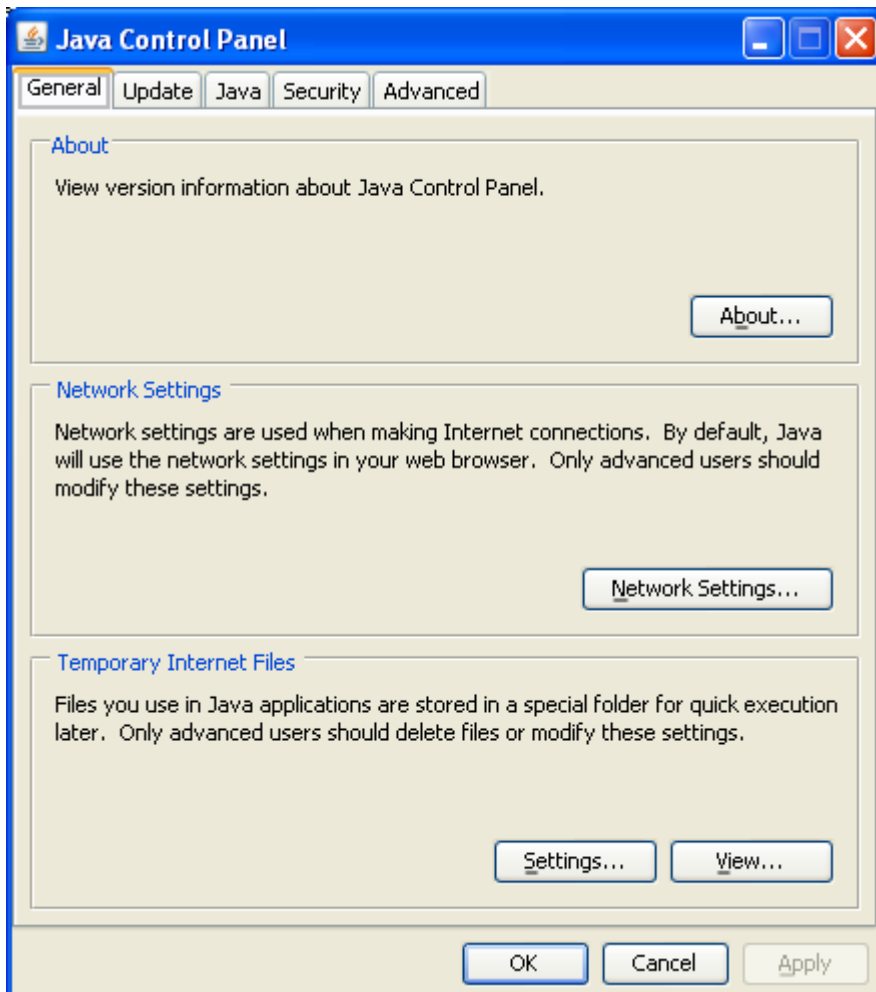 Java Control Panel
General Update Java Security Advanced
About
View version information about Java Control Panel.
About...
Network Settings
Network settings are used when making Internet connections.  By default, Java
will use the network settings in your web browser.  Only advanced users should
modify these settings.
Network Settings...
Temporary Internet Files
Files you use in Java applications are stored in a special folder for quick execution
later.  Only advanced users should delete files or modify these settings.
Settings... View...
OK Cancel Apply